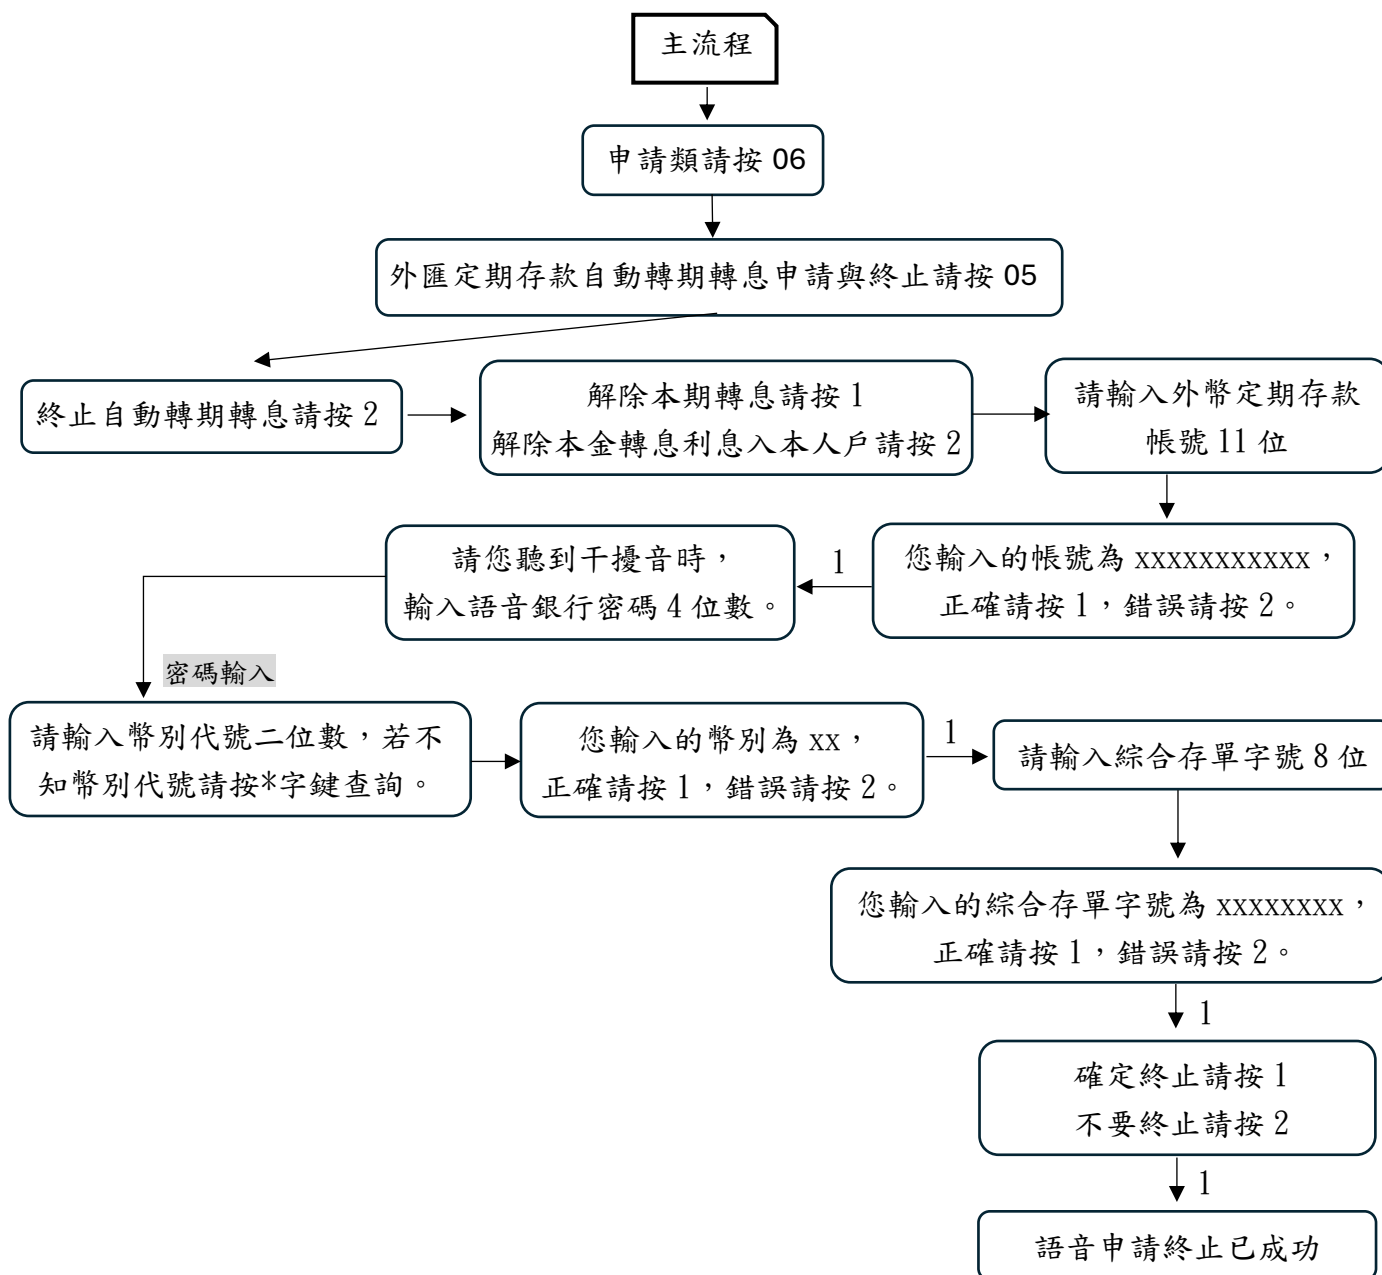 主流程
申請類請按 06
外匯定期存款自動轉期轉息申請與終止請按 05
終止自動轉期轉息請按 2
解除本期轉息請按 1
解除本金轉息利息入本人戶請按 2
請輸入外幣定期存款
帳號 11 位
您輸入的帳號為 xxxxxxxxxxx，
正確請按 1，錯誤請按 2。
1
請您聽到干擾音時，
輸入語音銀行密碼 4 位數。
密碼輸入
請輸入幣別代號二位數，若不
知幣別代號請按*字鍵查詢。
您輸入的幣別為 xx，
正確請按 1，錯誤請按 2。
1
請輸入綜合存單字號 8 位
您輸入的綜合存單字號為 xxxxxxxx，
正確請按 1，錯誤請按 2。
1
確定終止請按 1
不要終止請按 2
1
語音申請終止已成功